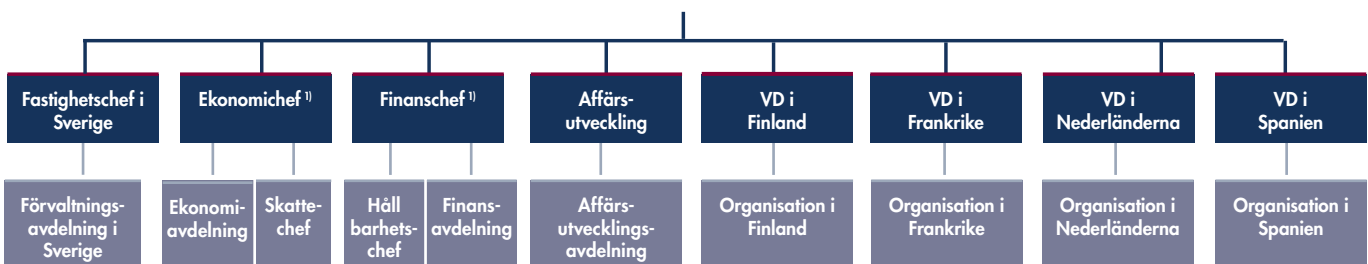 Fastighetschef i
Sverige
Ekonomichef 1)
Finanschef 1)
Affärs-
utveckling
VD i
Finland
VD i
Frankrike
VD i
Nederländerna
VD i
Spanien
Förvaltnings-
avdelning i
Sverige
Ekonomi-
avdelning
Skatte-
chef
Håll
barhets-
chef
Finans-
avdelning
Affärs-
utvecklings-
avdelning
Organisation i
Finland
Organisation i
Frankrike
Organisation i
Nederländerna
Organisation i
Spanien